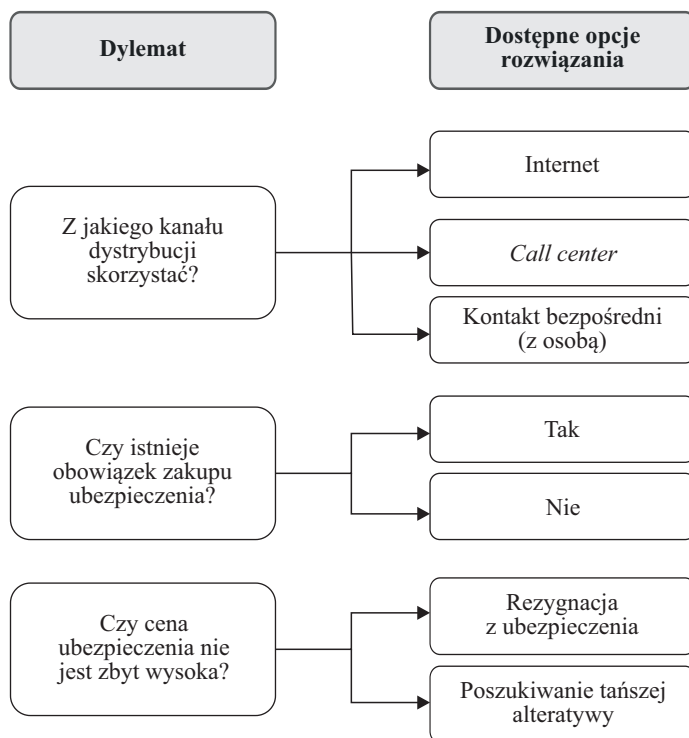 Dylemat
Dostępne opcje
rozwiązania
Z jakiego kanału
dystrybucji
skorzystać?
Internet
Call center
Kontakt bezpośredni
(z osobą)
Czy istnieje
obowiązek zakupu
ubezpieczenia?
Tak
Nie
Czy cena
ubezpieczenia nie
jest zbyt wysoka?
Rezygnacja
z ubezpieczenia
Poszukiwanie tańszej
alteratywy